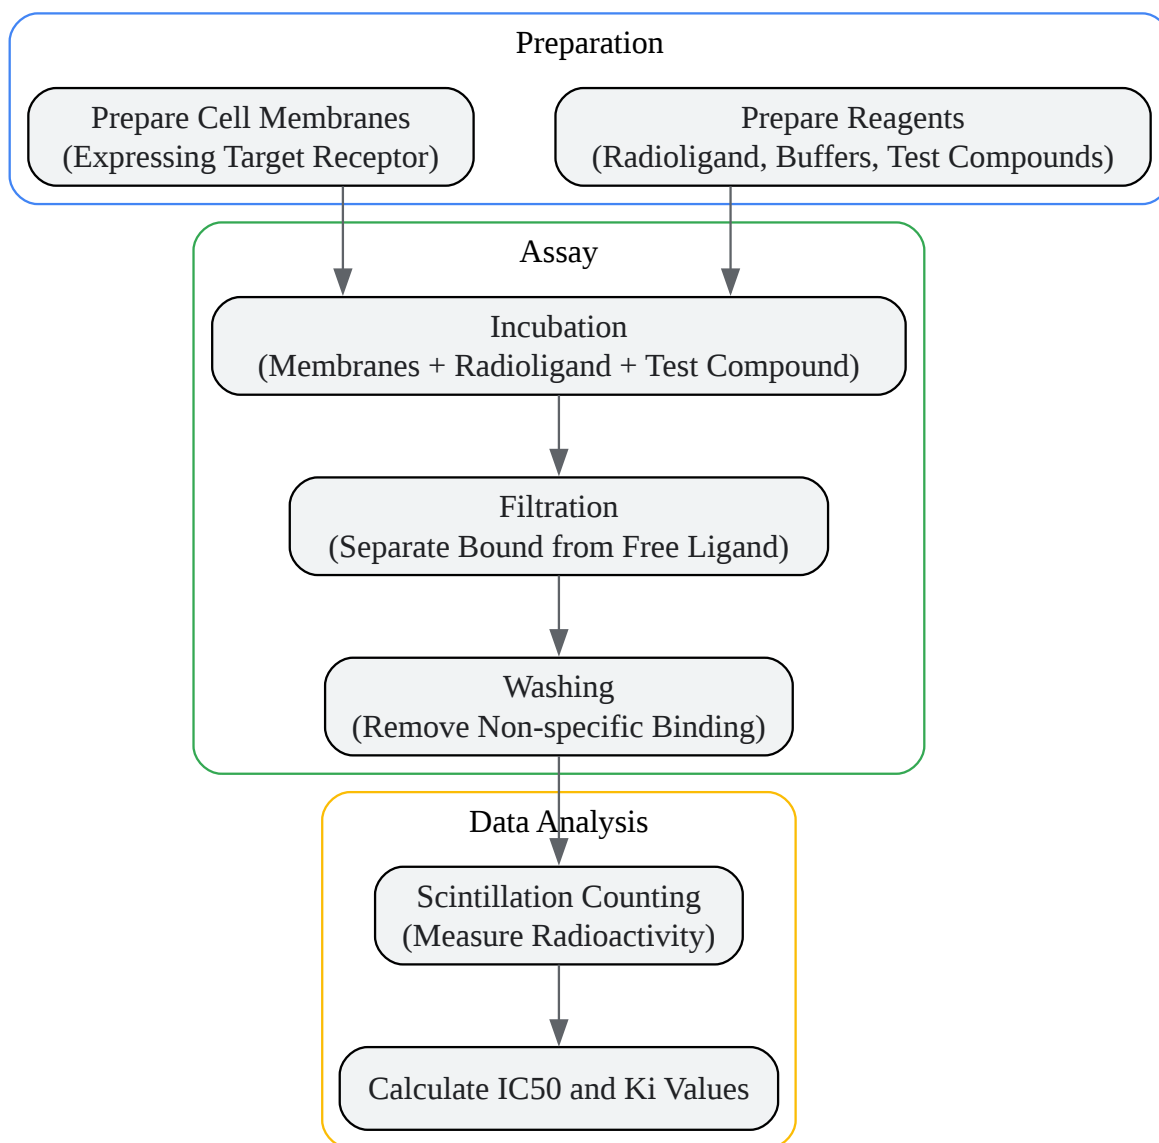 Preparation
Prepare Cell Membranes
(Expressing Target Receptor)
Prepare Reagents
(Radioligand, Buffers, Test Compounds)
Assay
Incubation
(Membranes + Radioligand + Test Compound)
Filtration
(Separate Bound from Free Ligand)
Washing
(Remove Non-specific Binding)
Data Analysis
Scintillation Counting
(Measure Radioactivity)
Calculate IC50 and Ki Values